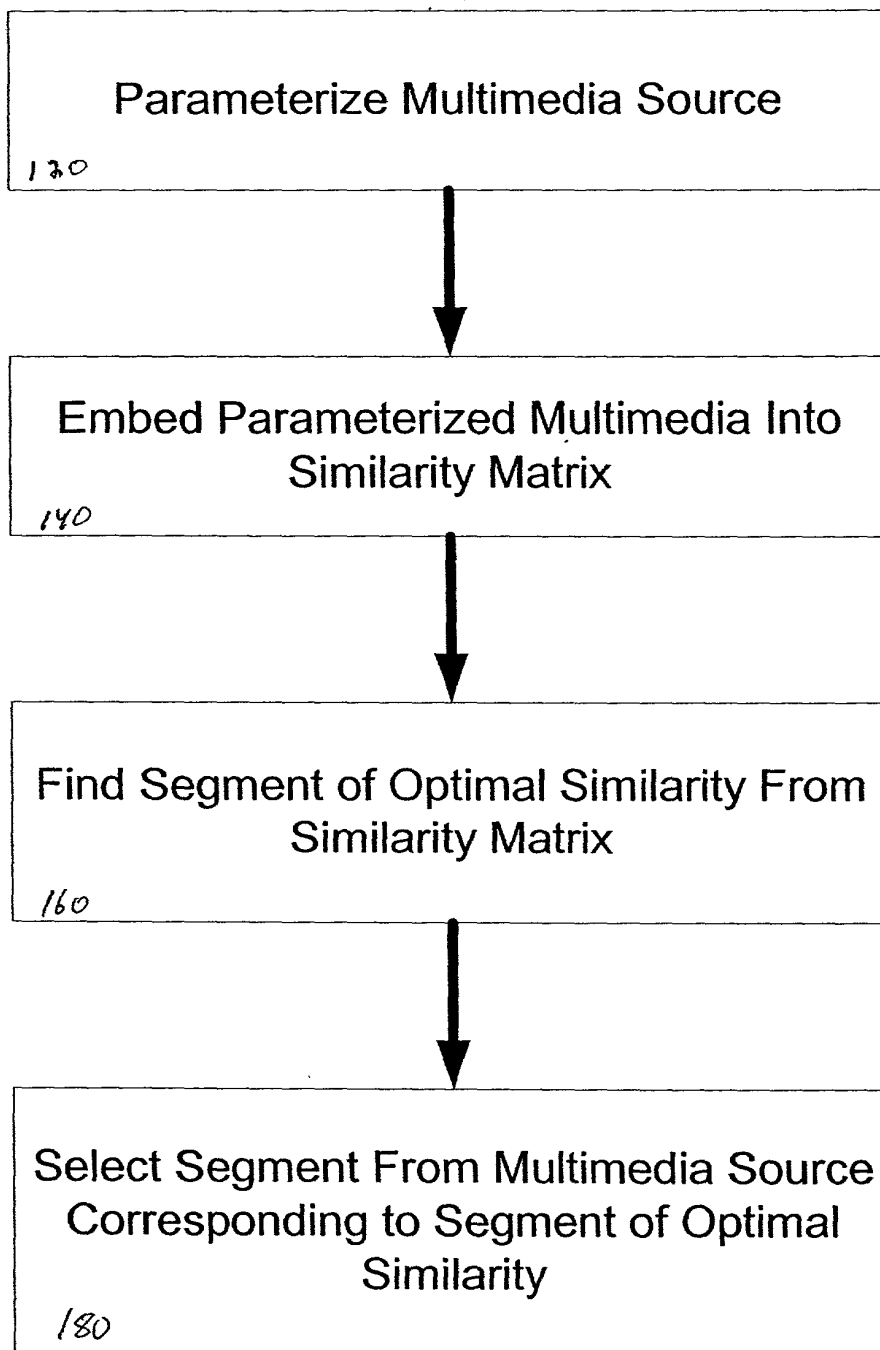 Parameterize Multimedia Source
120
Embed Parameterized Multimedia Into
Similarity Matrix
140
Find Segment of Optimal Similarity From
Similarity Matrix
160
Select Segment From Multimedia Source
Corresponding to Segment of Optimal
Similarity
180